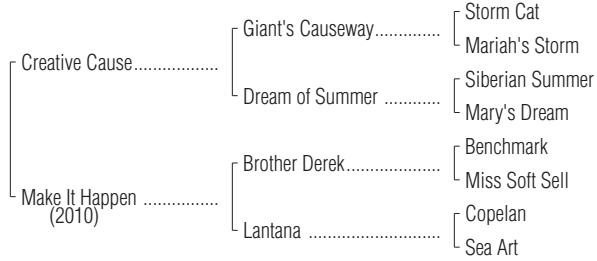 Storm Cat
Giant's Causeway..............
Mariah's Storm
Creative Cause..................
Siberian Summer
Dream of Summer ............
Mary's Dream
Benchmark
Brother Derek....................
Miss Soft Sell
Make It Happen ................
(2010)
Copelan
Lantana ............................
Sea Art